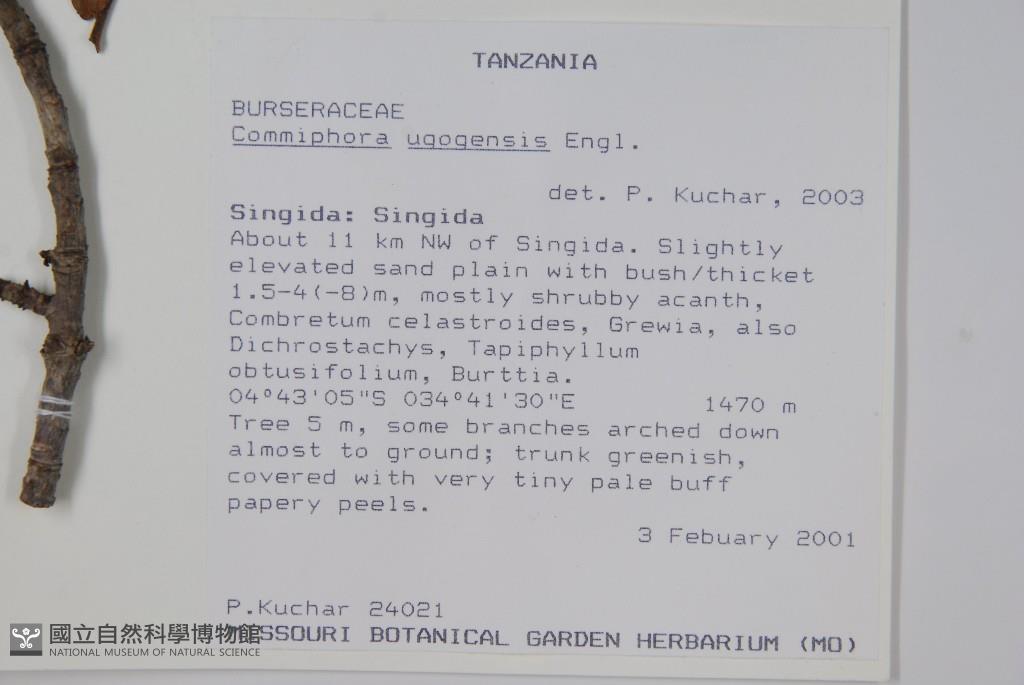 TANZANIA
BURSERACEAE
Commiphora ugogensis Engl.
det. P. Kuchar, 2003
Singida: Singida
About 11 km NW of Singida. Slightly
elevated sand plain with bush/thicket
1.5-4(-8)m, mostly shrubby acanth,
Combretum celastroides, Grewia, also
Dichrostachys, Tapiphyllum
obtusifolium, Burttia.
04°43'05"S 034°41'30"E 1470 m
Tree 5 m, some branches arched down
almost to ground; trunk greenish,
covered with very tiny pale buff
papery peels.
3 Febuary 2001
P.Kuchar 24021
MISSOURI BOTANICAL GARDEN HERBARIUM (MO)
國立自然科學博物館
NATIONAL MUSEUM OF NATURAL SCIENCE